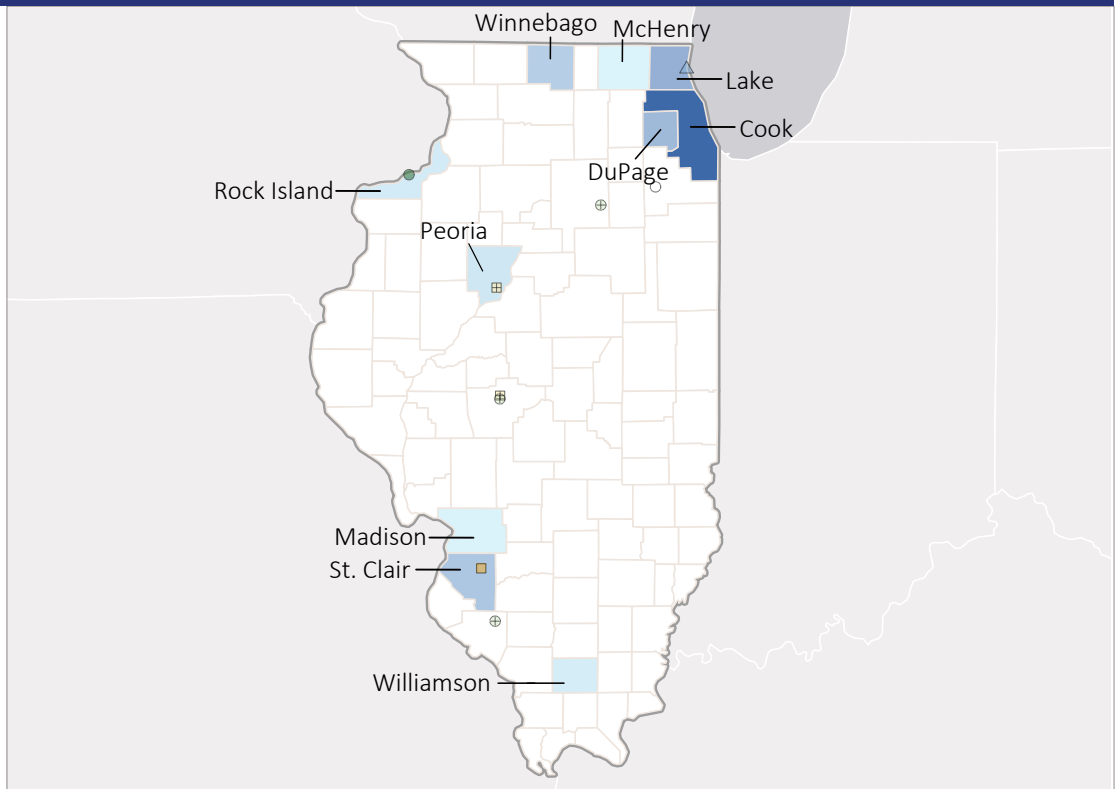 Winnebago
McHenry
Lake
Cook
DuPage
Rock Island
Peoria
Madison
St. Clair
Williamson